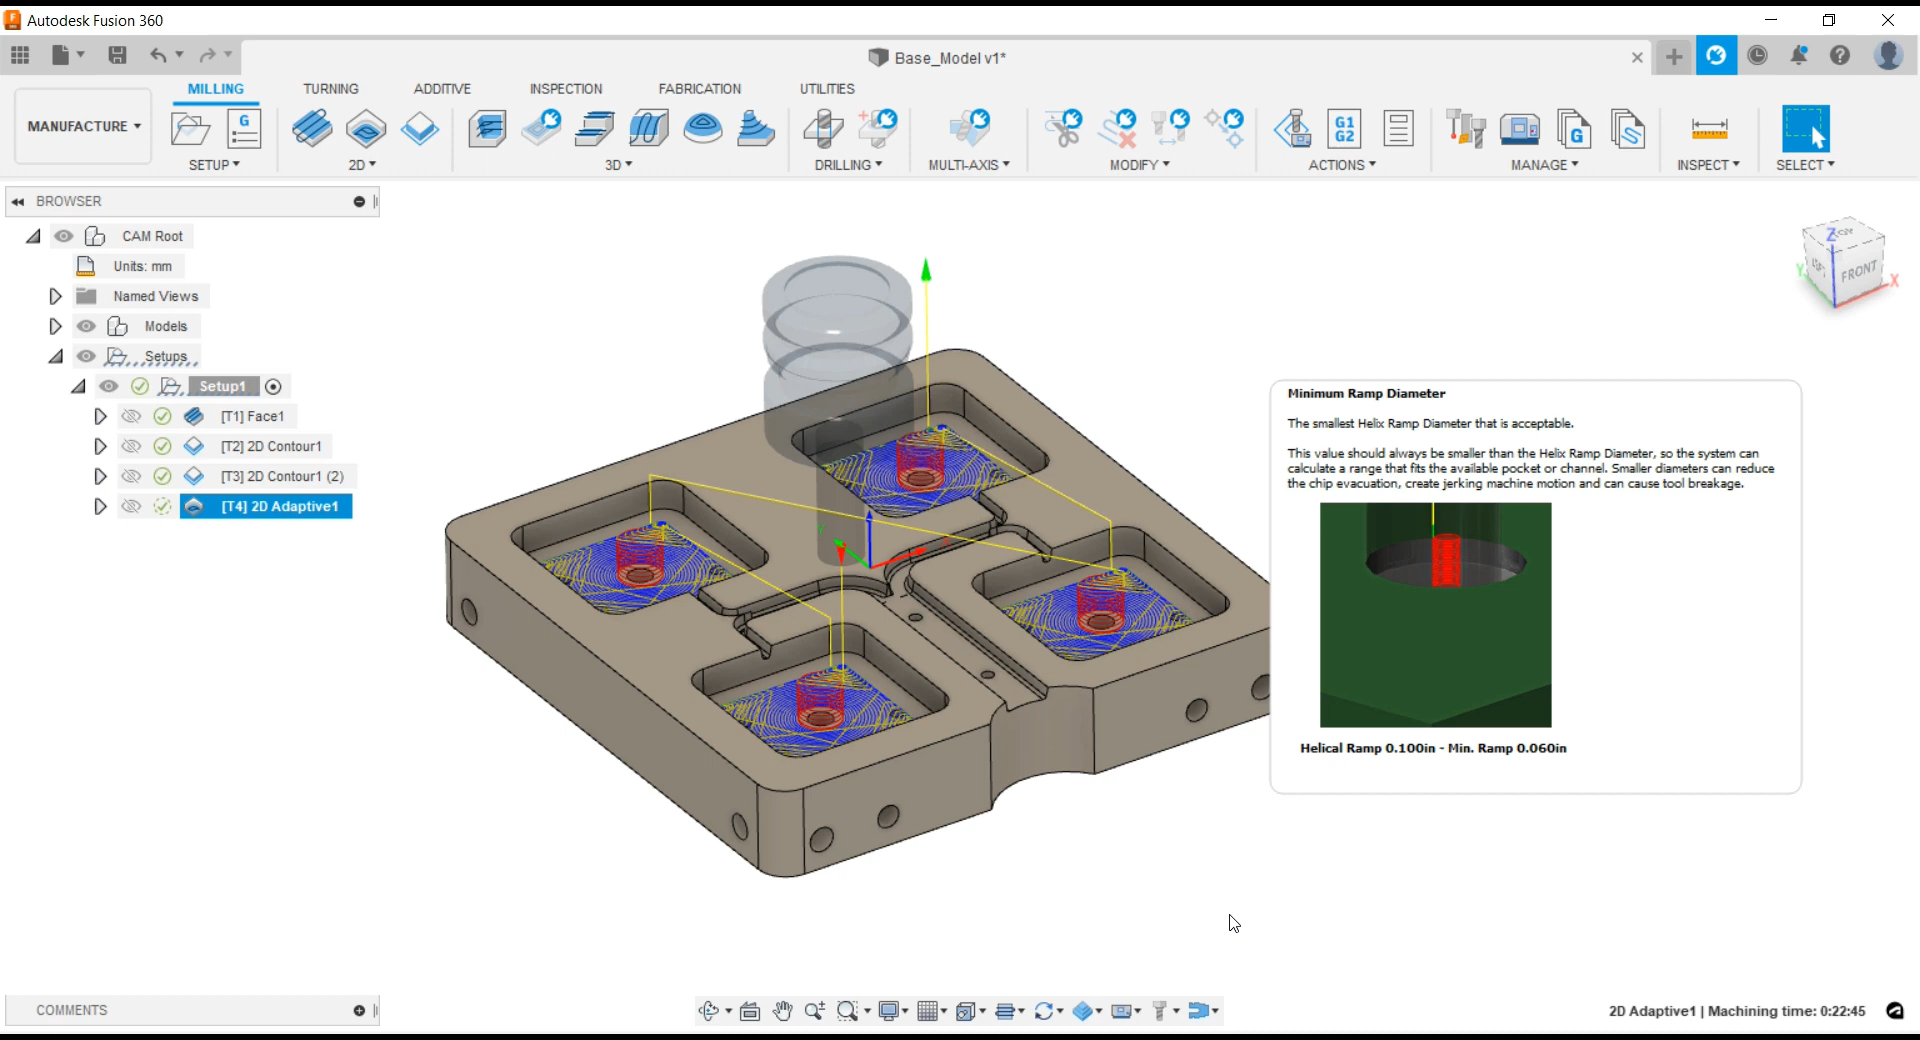 Autodesk Fusion 360
Base_Model v1*
MILLING
TURNING
ADDITIVE
INSPECTION
FABRICATION
UTILITIES
MANUFACTURE
G
G1
G2
G
SETUP
2D
3D
DRILLING
MULTI-AXIS
MODIFY
ACTIONS
MANAGE
INSPECT
SELECT
BROWSER
CAM Root
Units: mm
Named Views
Models
Setups
Setup1
[T1] Face1
[T2] 2D Contour1
[T3] 2D Contour1 (2)
[T4] 2D Adaptive1
Z
TOP
Y
LEFT
FRONT
X
Minimum Ramp Diameter
The smallest Helix Ramp Diameter that is acceptable.
This value should always be smaller than the Helix Ramp Diameter, so the system can
calculate a range that fits the available pocket or channel. Smaller diameters can reduce
the chip evacuation, create jerking machine motion and can cause tool breakage.
Helical Ramp 0.100in - Min. Ramp 0.060in
COMMENTS
2D Adaptive1 | Machining time: 0:22:45